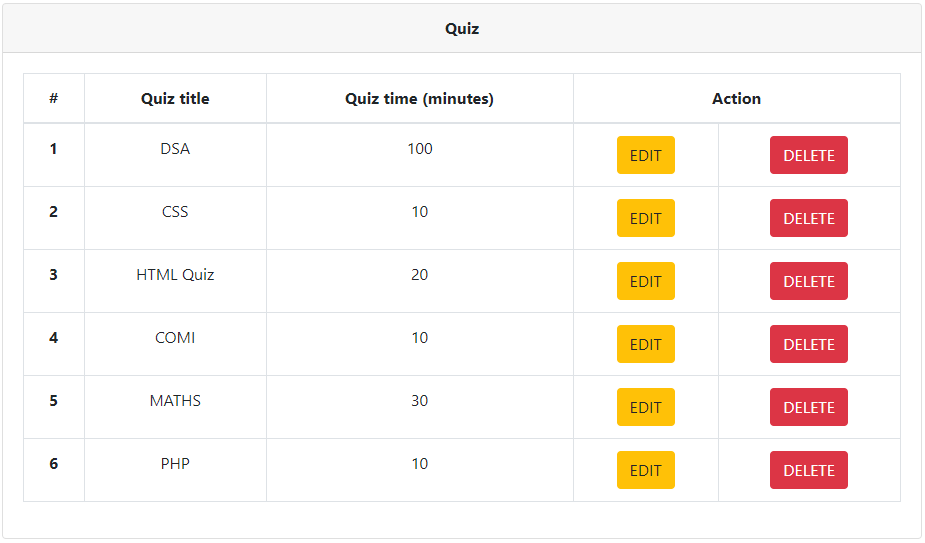 Quiz
# Quiz title Quiz time (minutes) Action
1 DSA 100 EDIT DELETE
2 CSS 10 EDIT DELETE
3 HTML Quiz 20 EDIT DELETE
4 COMI 10 EDIT DELETE
5 MATHS 30 EDIT DELETE
6 PHP 10 EDIT DELETE